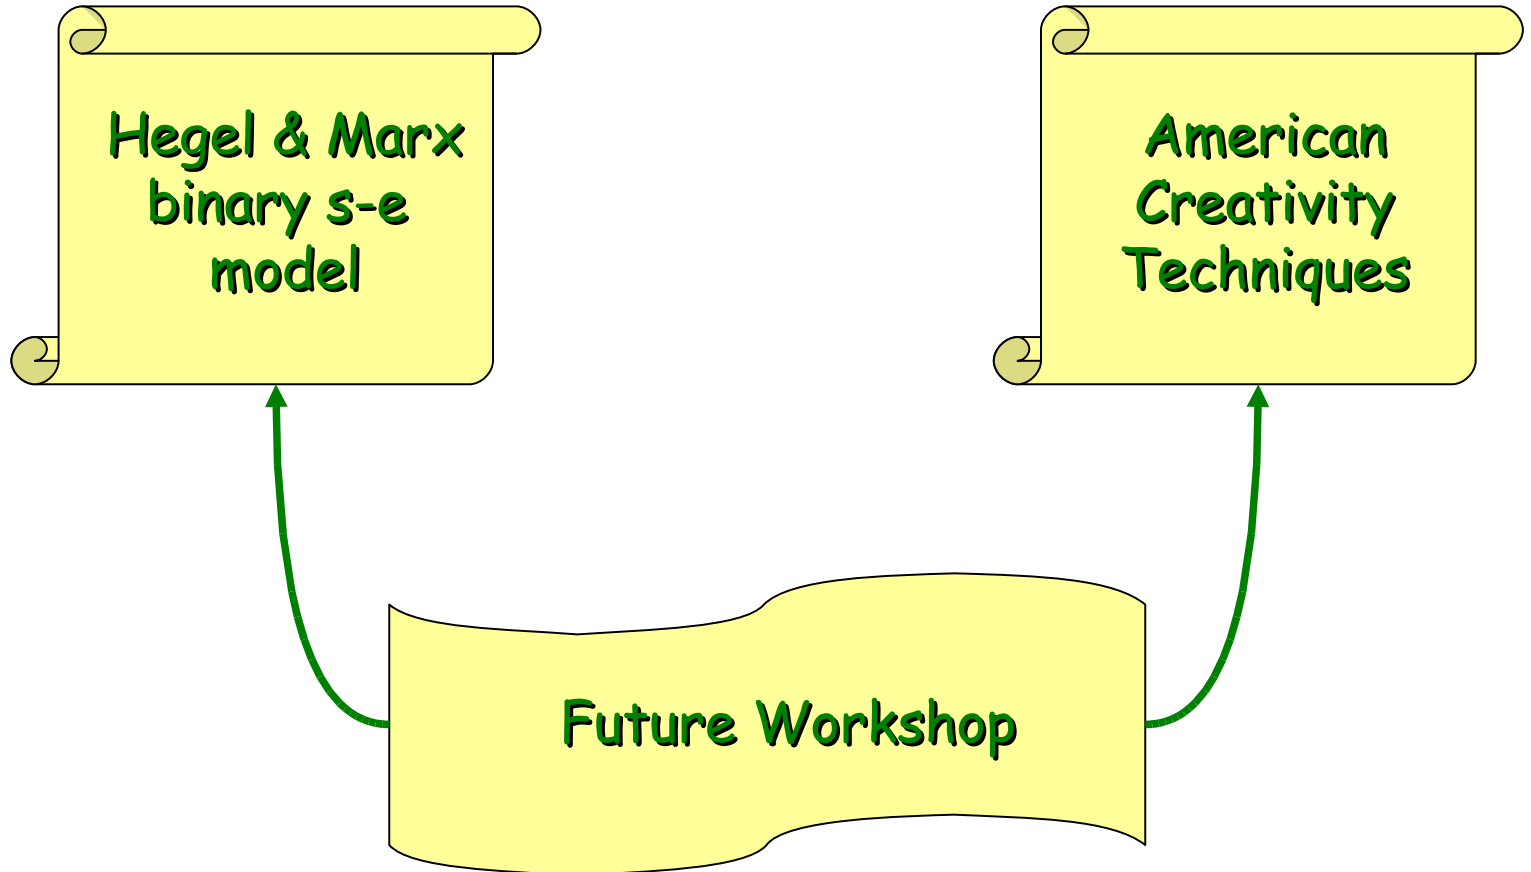 Hegel & Marx
binary s-e
model
American
Creativity
Techniques
Future Workshop